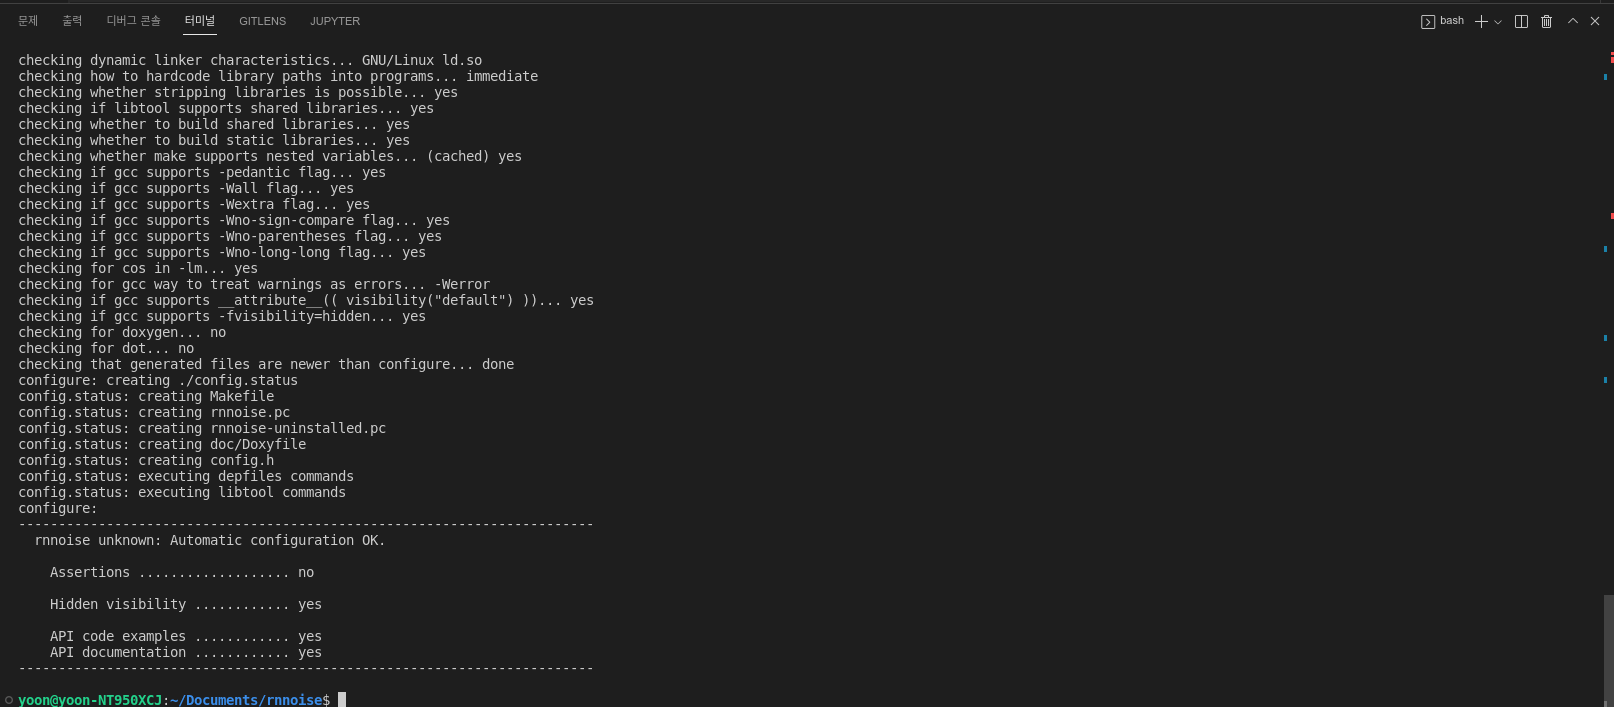 문제 출력 디버그 콘솔 터미널 GITLENS JUPYTER bash
checking dynamic linker characteristics... GNU/Linux ld.so
checking how to hardcode library paths into programs... immediate
checking whether stripping libraries is possible... yes
checking if libtool supports shared libraries... yes
checking whether to build shared libraries... yes
checking whether to build static libraries... yes
checking whether make supports nested variables... (cached) yes
checking if gcc supports -pedantic flag... yes
checking if gcc supports -Wall flag... yes
checking if gcc supports -Wextra flag... yes
checking if gcc supports -Wno-sign-compare flag... yes
checking if gcc supports -Wno-parentheses flag... yes
checking if gcc supports -Wno-long-long flag... yes
checking for cos in -lm... yes
checking for gcc way to treat warnings as errors... -Werror
checking if gcc supports __attribute__(( visibility("default") ))... yes
checking if gcc supports -fvisibility=hidden... yes
checking for doxygen... no
checking for dot... no
checking that generated files are newer than configure... done
configure: creating ./config.status
config.status: creating Makefile
config.status: creating rnnoise.pc
config.status: creating rnnoise-uninstalled.pc
config.status: creating doc/Doxyfile
config.status: creating config.h
config.status: executing depfiles commands
config.status: executing libtool commands
configure:
------------------------------------------------------------------------
  rnnoise unknown: Automatic configuration OK.
    Assertions ................... no
    Hidden visibility ............ yes
    API code examples ............ yes
    API documentation ............ yes
------------------------------------------------------------------------
yoon@yoon-NT950XCJ:~/Documents/rnnoise$